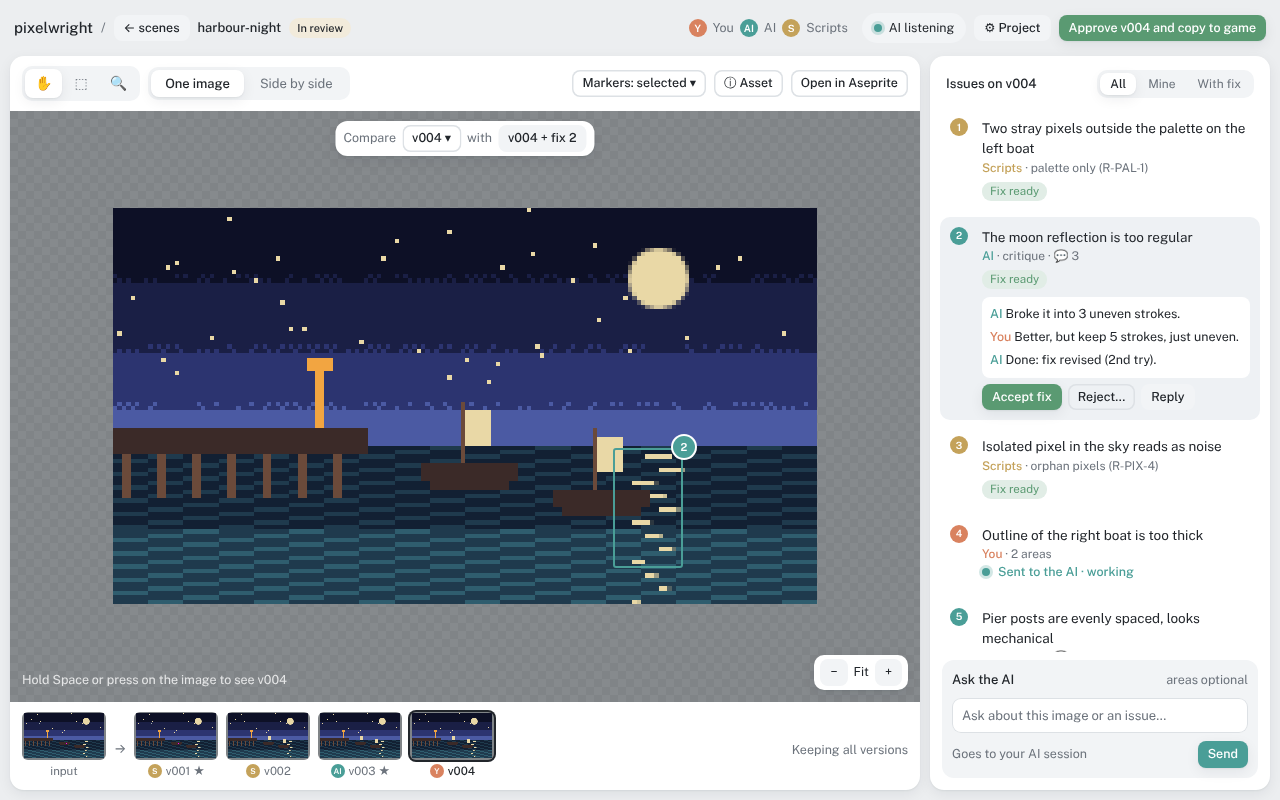 pixelwright / ← scenes harbour-night In review
Y You AI AI S Scripts AI listening ⚙ Project Approve v004 and copy to game
One image Side by side Markers: selected ▾ ⓘ Asset Open in Aseprite
Compare v004 ▾ with v004 + fix 2
2
Hold Space or press on the image to see v004
− Fit +
input → S v001 ★ S v002 AI v003 ★ Y v004
Keeping all versions
Issues on v004 All Mine With fix
1 Two stray pixels outside the palette on the
left boat
Scripts · palette only (R-PAL-1)
Fix ready
2 The moon reflection is too regular
AI · critique · 💬 3
Fix ready
AI Broke it into 3 uneven strokes.
You Better, but keep 5 strokes, just uneven.
AI Done: fix revised (2nd try).
Accept fix Reject... Reply
3 Isolated pixel in the sky reads as noise
Scripts · orphan pixels (R-PIX-4)
Fix ready
4 Outline of the right boat is too thick
You · 2 areas
Sent to the AI · working
5 Pier posts are evenly spaced, looks
mechanical
Ask the AI areas optional
Ask about this image or an issue...
Goes to your AI session Send